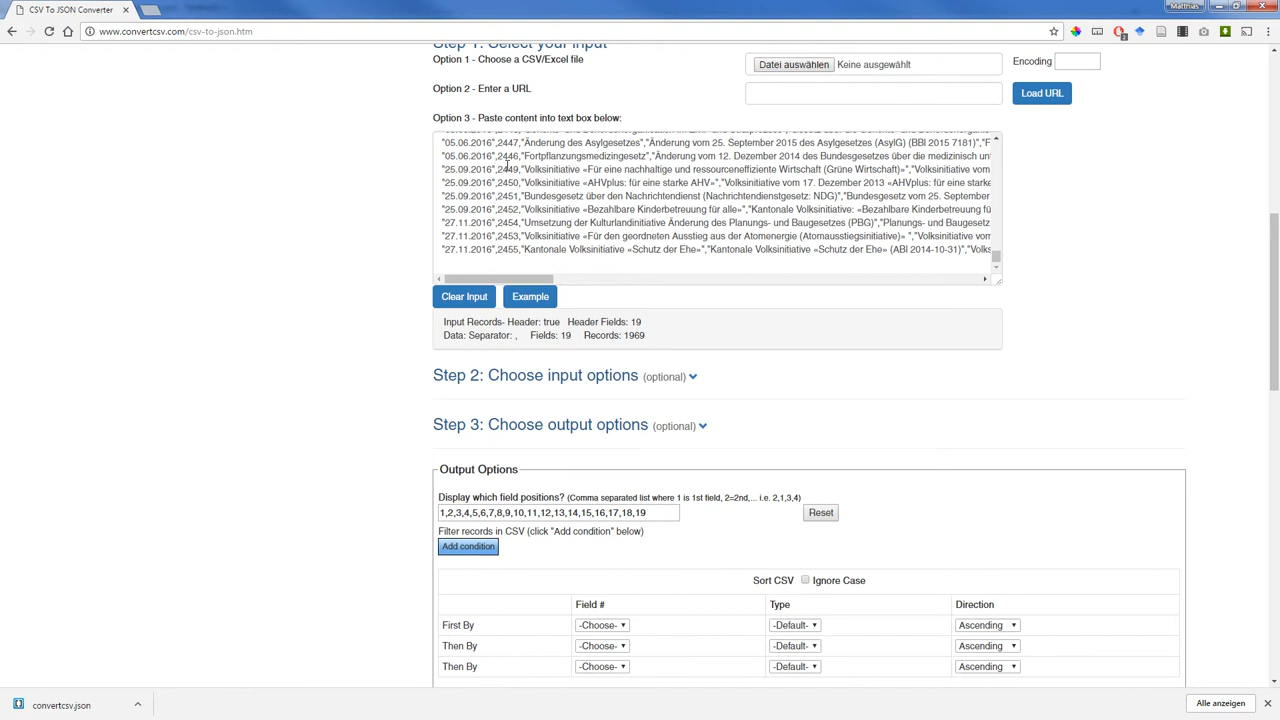 CSV To JSON Converter
Matthias
www.convertcsv.com/csv-to-json.htm
Step 1: Select your input
Option 1 - Choose a CSV/Excel file
Datei auswählen Keine ausgewählt
Encoding
Option 2 - Enter a URL
Load URL
Option 3 - Paste content into text box below:
"05.06.2016",2447,"Änderung des Asylgesetzes","Änderung vom 25. September 2015 des Asylgesetzes (AsylG) (BBl 2015 7181)","F
"05.06.2016",2446,"Fortpflanzungsmedizingesetz","Änderung vom 12. Dezember 2014 des Bundesgesetzes über die medizinisch unt
"25.09.2016",2449,"Volksinitiative «Für eine nachhaltige und ressourceneffiziente Wirtschaft (Grüne Wirtschaft)»","Volksinitiative vom
"25.09.2016",2450,"Volksinitiative «AHVplus: für eine starke AHV»","Volksinitiative vom 17. Dezember 2013 «AHVplus: für eine starke
"25.09.2016",2451,"Bundesgesetz über den Nachrichtendienst (Nachrichtendienstgesetz: NDG)","Bundesgesetz vom 25. September
"25.09.2016",2452,"Volksinitiative «Bezahlbare Kinderbetreuung für alle»","Kantonale Volksinitiative: «Bezahlbare Kinderbetreuung fü
"27.11.2016",2454,"Umsetzung der Kulturlandinitiative Änderung des Planungs- und Baugesetzes (PBG)","Planungs- und Baugesetz
"27.11.2016",2453,"Volksinitiative «Für den geordneten Ausstieg aus der Atomenergie (Atomausstiegsinitiative)» ","Volksinitiative vom
"27.11.2016",2455,"Kantonale Volksinitiative «Schutz der Ehe»","Kantonale Volksinitiative «Schutz der Ehe» (ABl 2014-10-31)","Volks
Clear Input Example
Input Records- Header: true Header Fields: 19
Data: Separator: , Fields: 19 Records: 1969
Step 2: Choose input options (optional)
Step 3: Choose output options (optional)
Output Options
Display which field positions? (Comma separated list where 1 is 1st field, 2=2nd,... i.e. 2,1,3,4)
1,2,3,4,5,6,7,8,9,10,11,12,13,14,15,16,17,18,19 Reset
Filter records in CSV (click "Add condition" below)
Add condition
Sort CSV Ignore Case
Field # Type Direction
First By -Choose- -Default- Ascending
Then By -Choose- -Default- Ascending
Then By -Choose- -Default- Ascending
convertcsv.json
Alle anzeigen